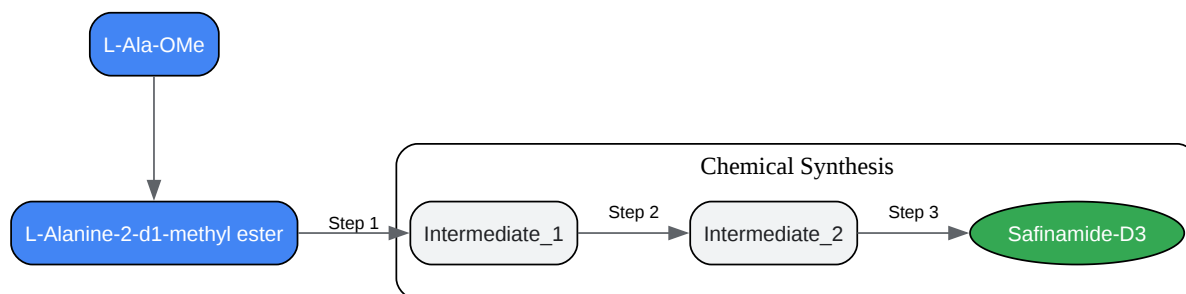 L-Ala-OMe
Chemical Synthesis
L-Alanine-2-d1-methyl ester
Step 1
Intermediate_1
Step 2
Intermediate_2
Step 3
Safinamide-D3